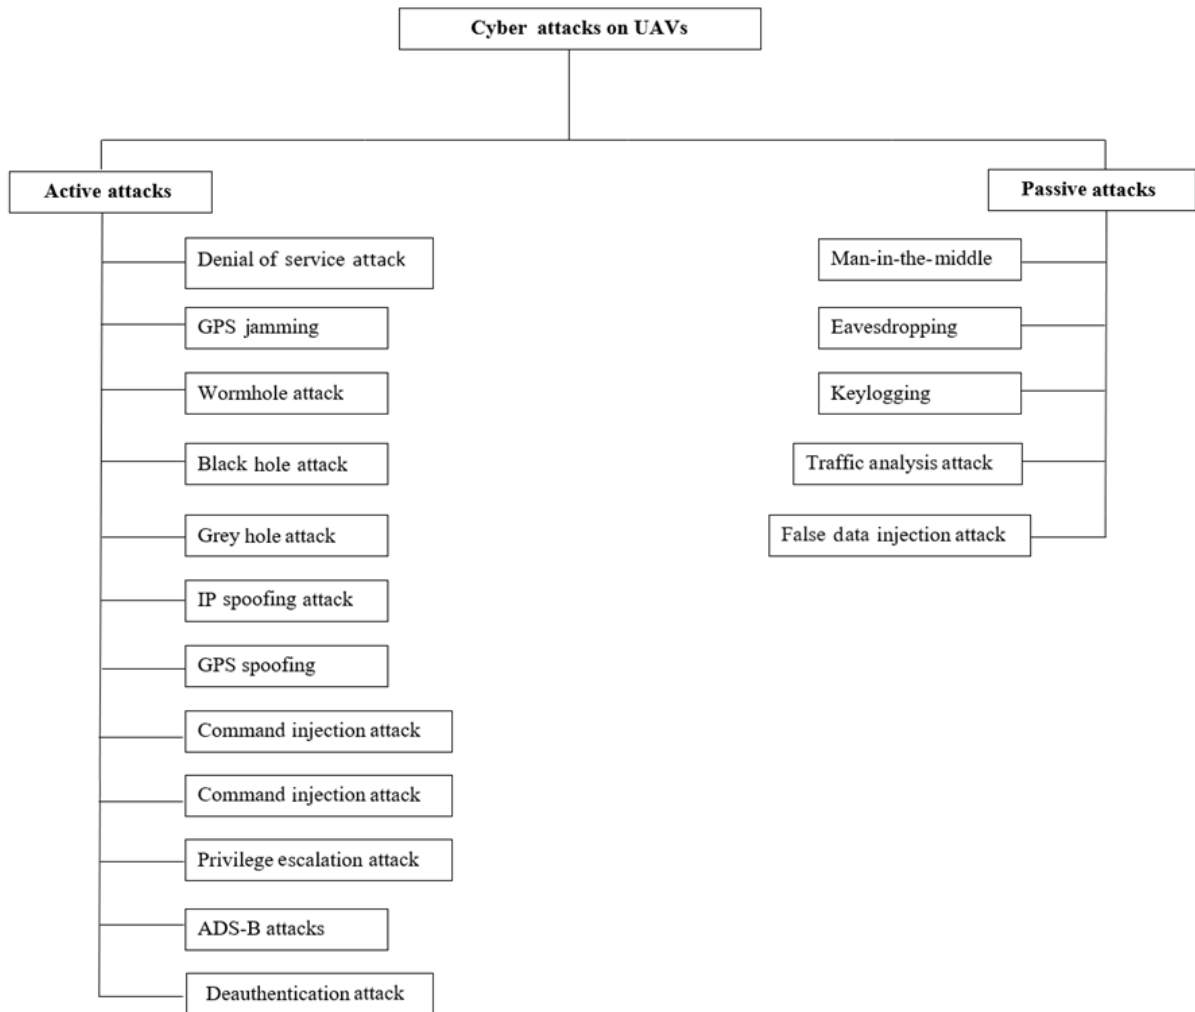 Cyber attacks on UAVs
Active attacks
Passive attacks
Denial of service attack
GPS jamming
Wormhole attack
Black hole attack
Grey hole attack
IP spoofing attack
GPS spoofing
Command injection attack
Command injection attack
Privilege escalation attack
ADS-B attacks
Deauthentication attack
Man-in-the-middle
Eavesdropping
Keylogging
Traffic analysis attack
False data injection attack